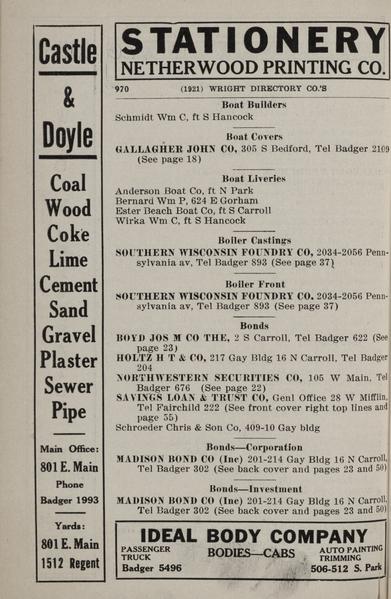 Castle
&
Doyle
Coal
Wood
Coke
Lime
Cement
Sand
Gravel
Plaster
Sewer
Pipe
Main Office:
801 E. Main
Phone
Badger 1993
Yards:
801 E. Main
1512 Regent
STATIONERY
NETHERWOOD PRINTING CO.
970 (1921) WRIGHT DIRECTORY CO.'S
Boat Builders
Schmidt Wm C, ft S Hancock
Boat Covers
GALLAGHER JOHN CO, 305 S Bedford, Tel Badger 2109
(See page 18)
Boat Liveries
Anderson Boat Co, ft N Park
Bernard Wm P, 624 E Gorham
Ester Beach Boat Co, ft S Carroll
Wirka Wm C, ft S Hancock
Boiler Castings
SOUTHERN WISCONSIN FOUNDRY CO, 2034-2056 Penn-
sylvania av, Tel Badger 893 (See page 37)
Boiler Front
SOUTHERN WISCONSIN FOUNDRY CO. 2034-2056 Penn-
sylvania av, Tel Badger 893 (See page 37)
Bonds
BOYD JOS M CO THE, 2 S Carroll, Tel Badger 622 (See
page 23)
HOLTZ H T & CO, 217 Gay Bldg 16 N Carroll, Tel Badger
204
NORTHWESTERN SECURITIES CO, 105 W Main, Tel
Badger 676 (See page 22)
SAVINGS LOAN & TRUST CO, Genl Office 28 W Mifflin,
Tel Fairchild 222 (See front cover right top lines and
page 55)
Schroeder Chris & Son Co, 409-10 Gay bldg
Bonds—Corporation
MADISON BOND CO (Inc) 201-214 Gay Bldg 16 N Carroll,
Tel Badger 302 (See back cover and pages 23 and 50)
Bonds—Investment
MADISON BOND CO (Inc) 201-214 Gay Bldg 16 N Carroll,
Tel Badger 302 (See back cover and pages 23 and 50)
IDEAL BODY COMPANY
PASSENGER
TRUCK
BODIES—CABS
AUTO PAINTING
TRIMMING
Badger 5496
506-512 S. Park